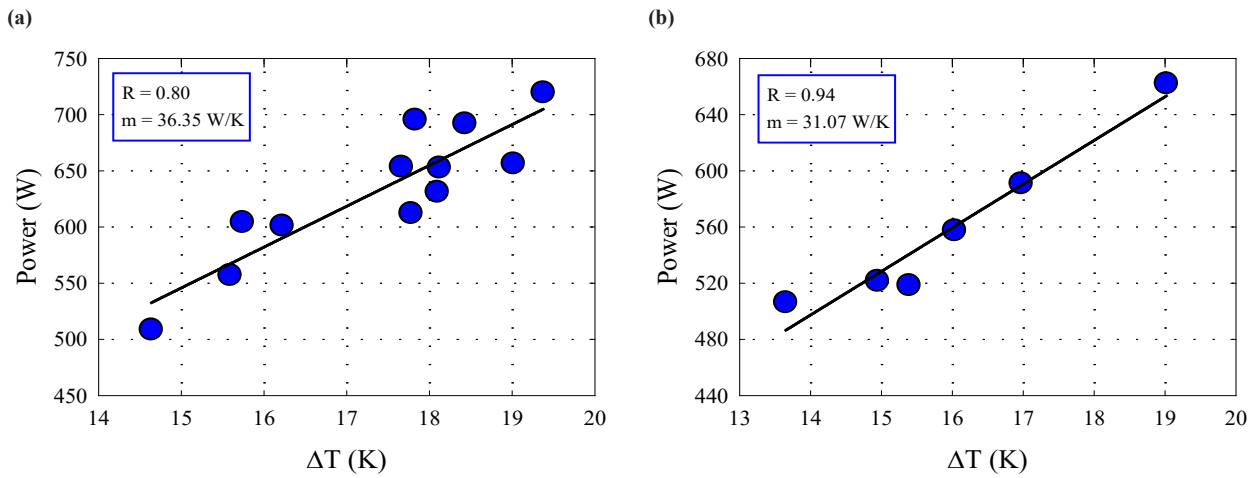 (a)
R = 0.80
m = 36.35 W/K
Power (W)
750
700
650
600
550
500
450
14 15 16 17 18 19 20
ΔT (K)
(b)
R = 0.94
m = 31.07 W/K
Power (W)
680
640
600
560
520
480
440
13 14 15 16 17 18 19 20
ΔT (K)